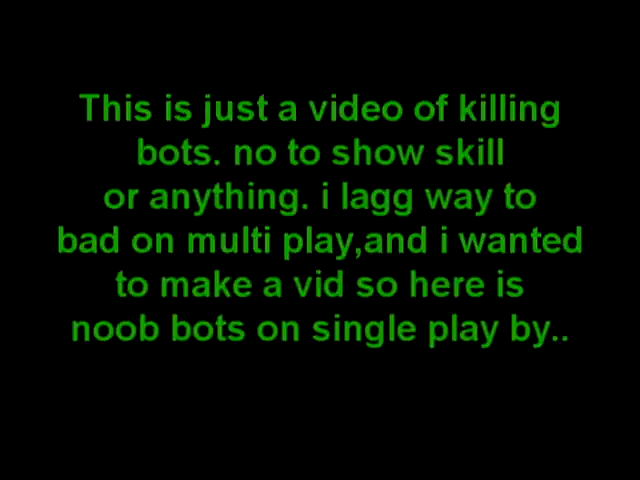 This is just a video of killing
bots. no to show skill
or anything. i lagg way to
bad on multi play,and i wanted
to make a vid so here is
noob bots on single play by..